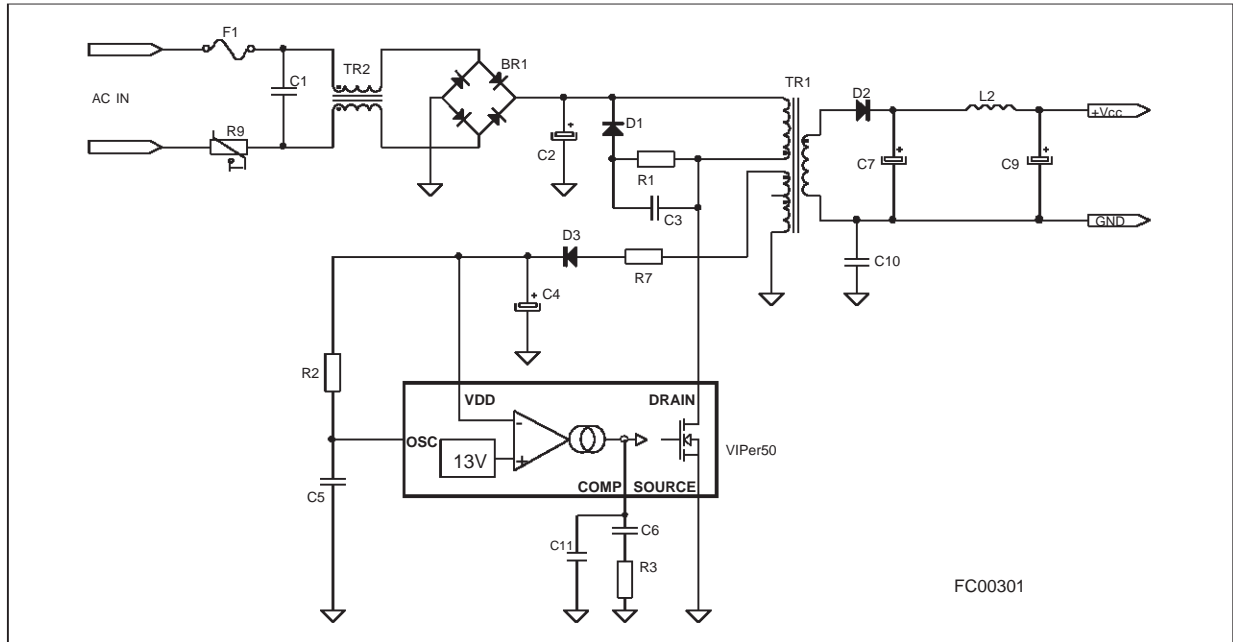 F1
BR1
TR2
TR1
C1
D2
L2
AC IN
+Vcc
D1
R9
T°
C2
R1
C7
C9
C3
GND
D3
R7
C10
C4
R2
VDD
DRAIN
OSC
-
13V
+
VIPer50
COMP
SOURCE
C5
C6
C11
R3
FC00301